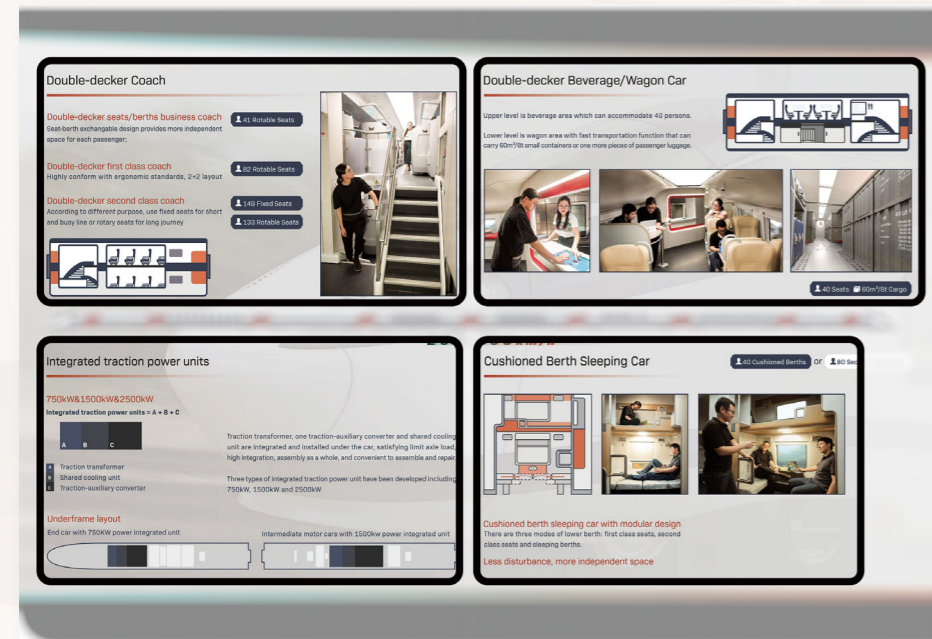 Double-decker Coach
Double-decker seats/berths business coach
41 Rotable Seats
Seat-berth exchangable design provides more independent
space for each passenger;
Double-decker first class coach
82 Rotable Seats
Highly conform with ergonomic standards, 2+2 layout
Double-decker second class coach
149 Fixed Seats
According to different purpose, use fixed seats for short
and busy line or rotary seats for long journey
133 Rotable Seats
Double-decker Beverage/Wagon Car
Upper level is beverage area which can accommodate 40 persons.
Lower level is wagon area with fast transportation function that can
carry 60m³/8t small containers or one more pieces of passenger luggage.
40 Seats 60m³/8t Cargo
Integrated traction power units
750kW&1500kW&2500kW
Integrated traction power units = A + B + C
A B C
A Traction transformer
B Shared cooling unit
C Traction-auxiliary converter
Traction transformer, one traction-auxiliary converter and shared cooling
unit are integrated and installed under the car, satisfying limit axle load,
high integration, assembly as a whole, and convenient to assemble and repair.
Three types of integrated traction power unit have been developed including
750kW, 1500kW and 2500kW
Underframe layout
End car with 750KW power integrated unit
Intermediate motor cars with 1500kw power integrated unit
Cushioned Berth Sleeping Car
40 Cushioned Berths or 80 Sec
Cushioned berth sleeping car with modular design
There are three modes of lower berth: first class seats, second
class seats and sleeping berths.
Less disturbance, more independent space